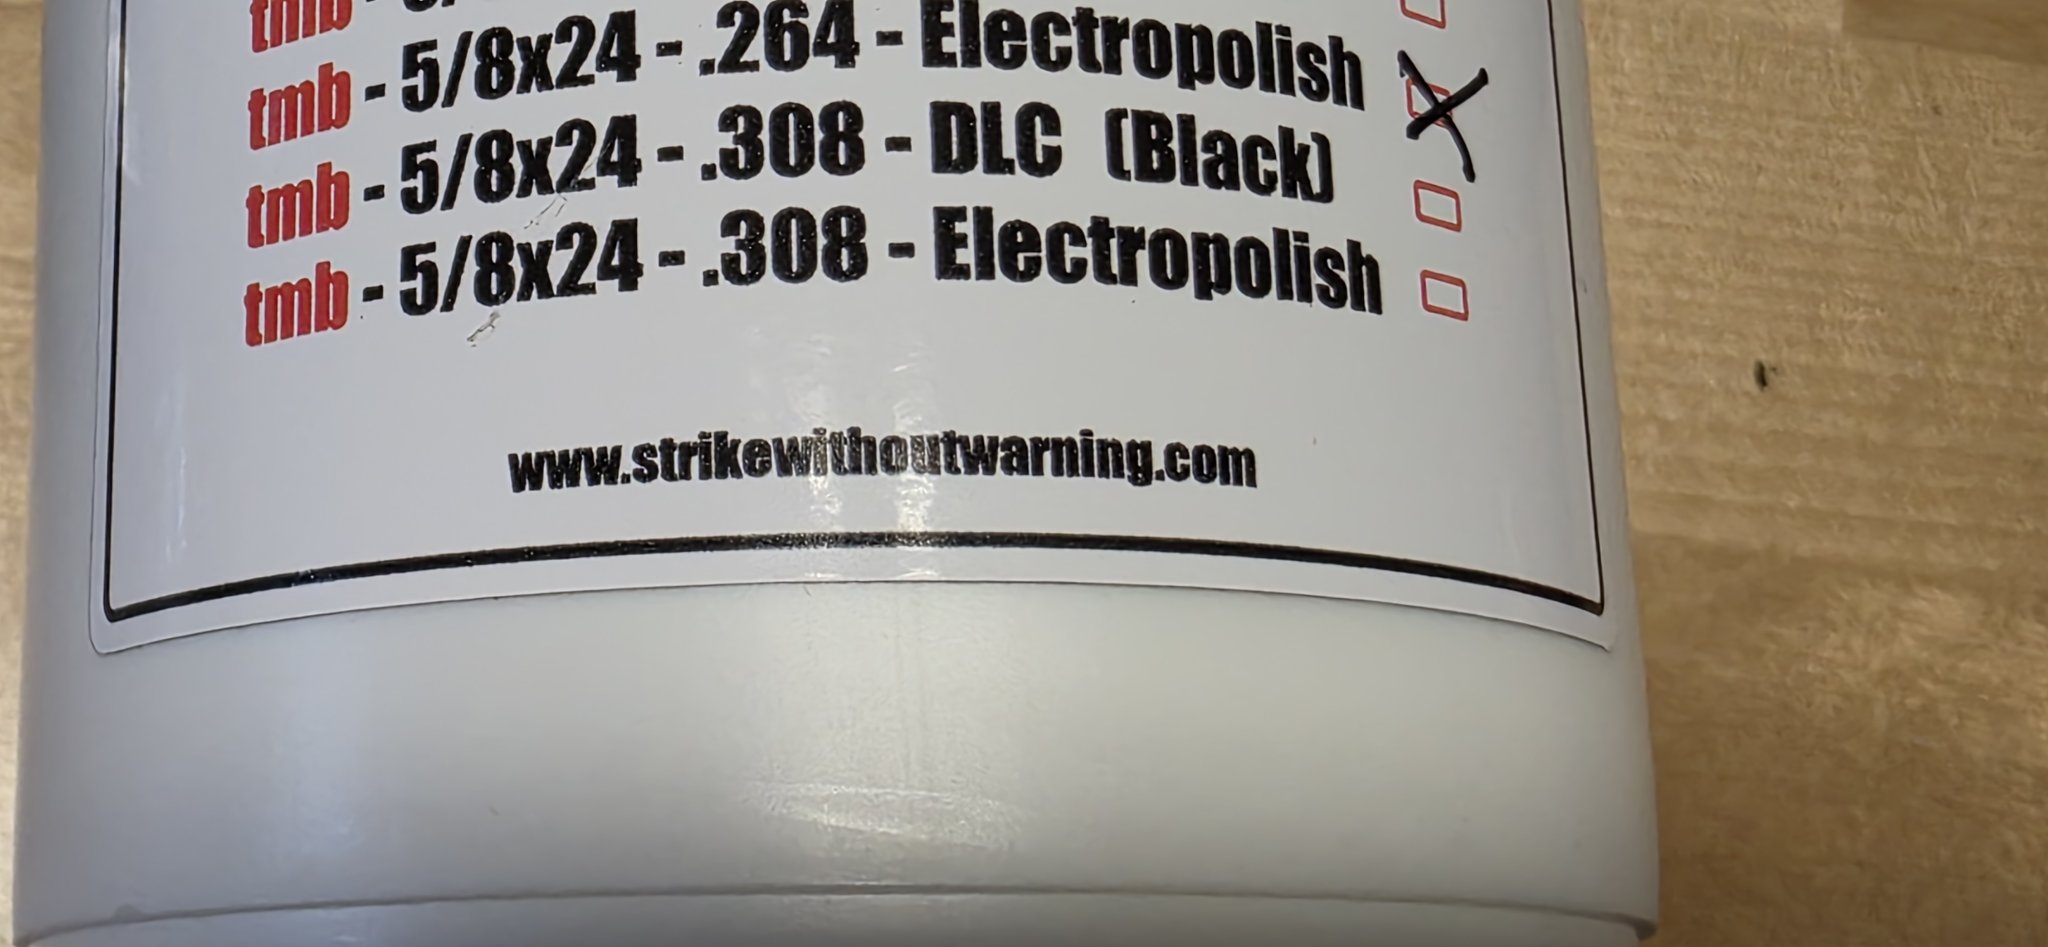 tmb
tmb - 5/8x24 - .264 - Electropolish
tmb - 5/8x24 - .308 - DLC (Black)
tmb - 5/8x24 - .308 - Electropolish
www.strikewithoutwarning.com